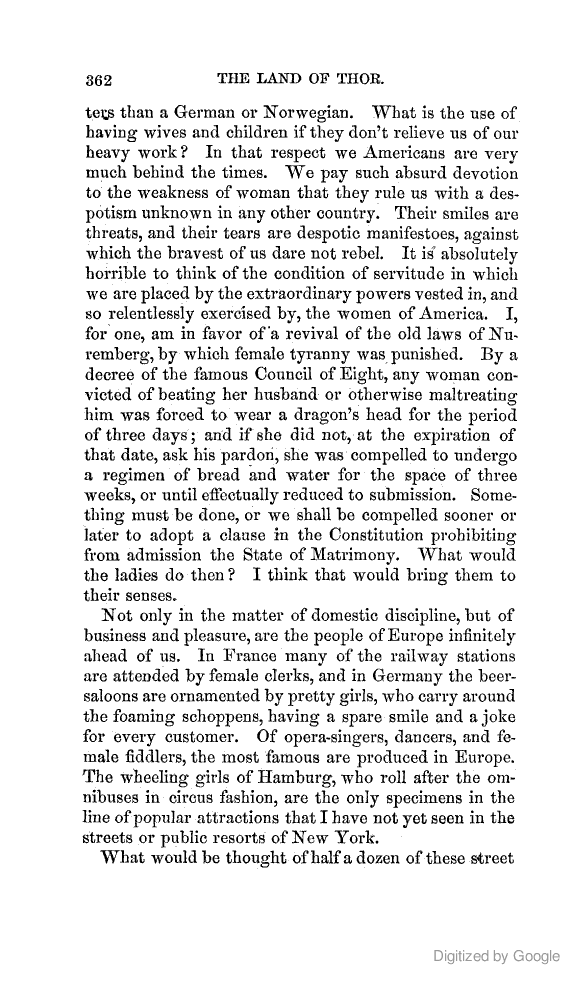 362 THE LAND OF THOR.
ters than a German or Norwegian. What is the use of
having wives and children if they don't relieve us of our
heavy work? In that respect we Americans are very
much behind the times. We pay such absurd devotion
to the weakness of woman that they rule us with a des-
potism unknown in any other country. Their smiles are
threats, and their tears are despotic manifestoes, against
which the bravest of us dare not rebel. It is absolutely
horrible to think of the condition of servitude in which
we are placed by the extraordinary powers vested in, and
so relentlessly exercised by, the women of America. I,
for one, am in favor of a revival of the old laws of Nu-
remberg, by which female tyranny was punished. By a
decree of the famous Council of Eight, any woman con-
victed of beating her husband or otherwise maltreating
him was forced to wear a dragon's head for the period
of three days; and if she did not, at the expiration of
that date, ask his pardon, she was compelled to undergo
a regimen of bread and water for the space of three
weeks, or until effectually reduced to submission. Some-
thing must be done, or we shall be compelled sooner or
later to adopt a clause in the Constitution prohibiting
from admission the State of Matrimony. What would
the ladies do then? I think that would bring them to
their senses.
Not only in the matter of domestic discipline, but of
business and pleasure, are the people of Europe infinitely
ahead of us. In France many of the railway stations
are attended by female clerks, and in Germany the beer-
saloons are ornamented by pretty girls, who carry around
the foaming schoppens, having a spare smile and a joke
for every customer. Of opera-singers, dancers, and fe-
male fiddlers, the most famous are produced in Europe.
The wheeling girls of Hamburg, who roll after the om-
nibuses in circus fashion, are the only specimens in the
line of popular attractions that I have not yet seen in the
streets or public resorts of New York.
What would be thought of half a dozen of these street
Digitized by Google